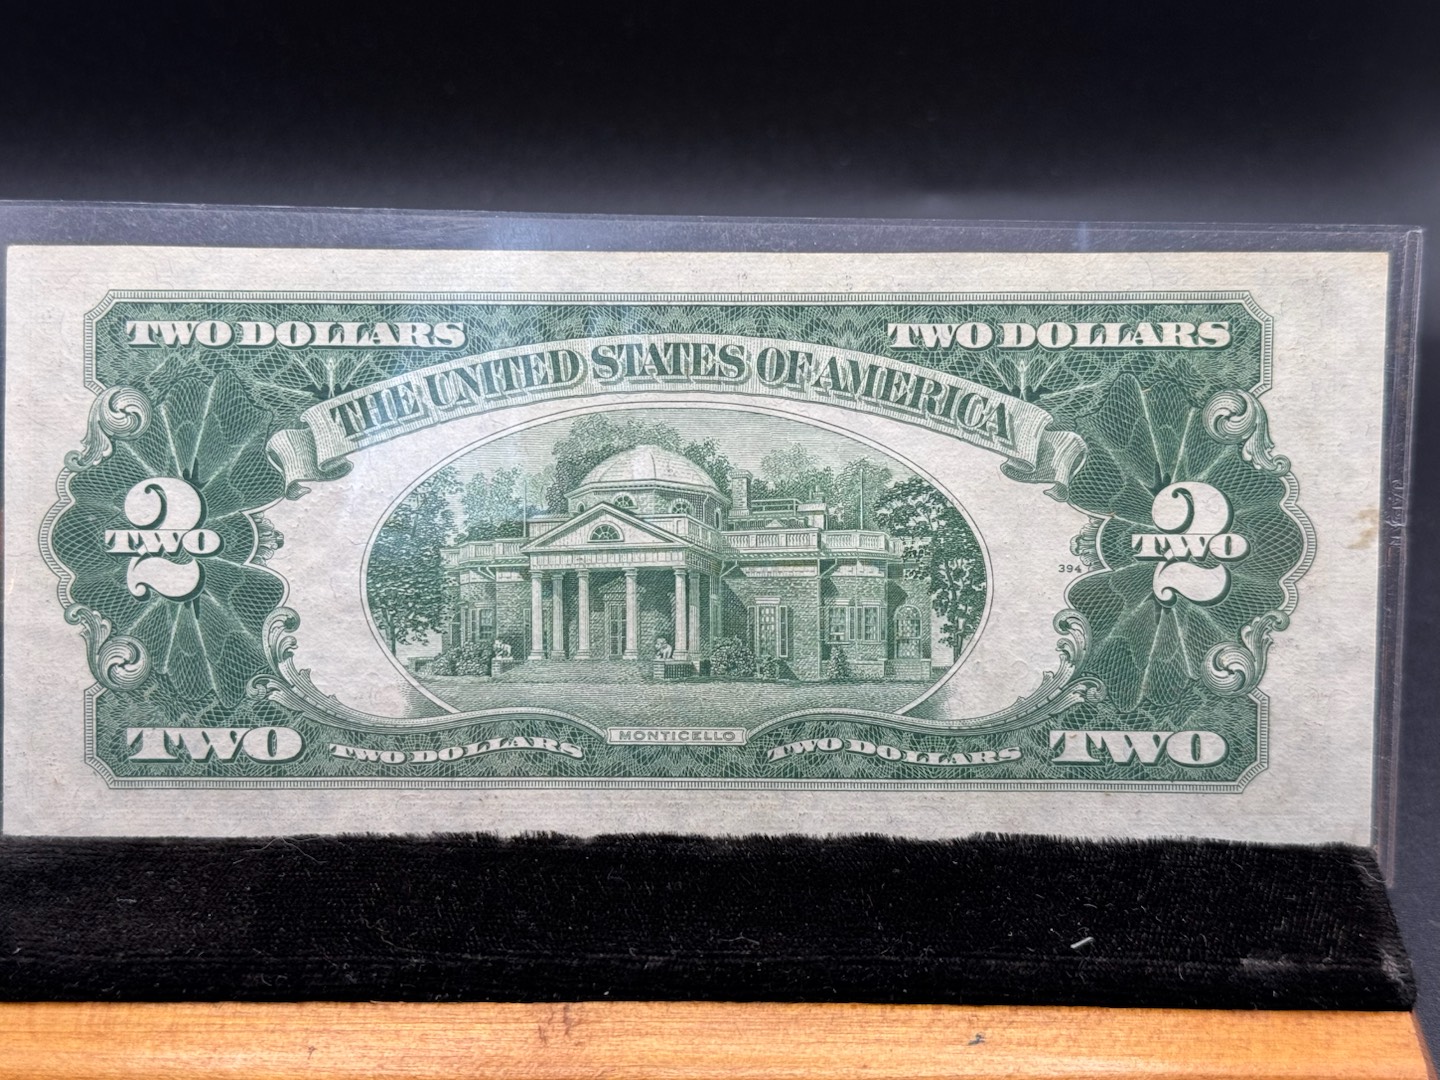 TWO DOLLARS TWO DOLLARS
THE UNITED STATES OF AMERICA
2 TWO
2 TWO
394
MONTICELLO
TWO TWO DOLLARS TWO DOLLARS TWO